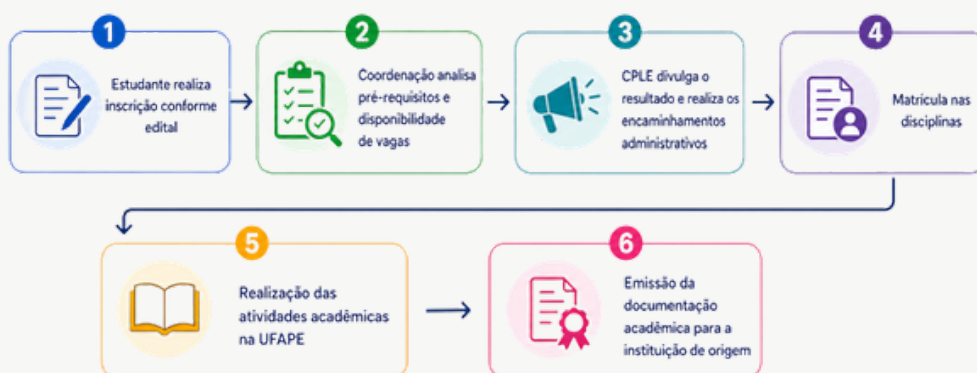 1
Estudante realiza
inscrição conforme
edital
2
Coordenação analisa
pré-requisitos e
disponibilidade
de vagas
3
CPLE divulga o
resultado e realiza os
encaminhamentos
administrativos
4
Matrícula nas
disciplinas
5
Realização das
atividades acadêmicas
na UFAPE
6
Emissão da
documentação
acadêmica para a
instituição de origem